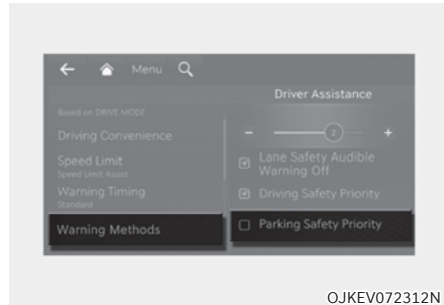 Menu
Driver Assistance
Based on DRIVE MODE
Driving Convenience
Speed Limit
Speed Limit Assist
Warning Timing
Standard
Warning Methods
- 2 +
Lane Safety Audible
Warning Off
Driving Safety Priority
Parking Safety Priority
OJKEV072312N